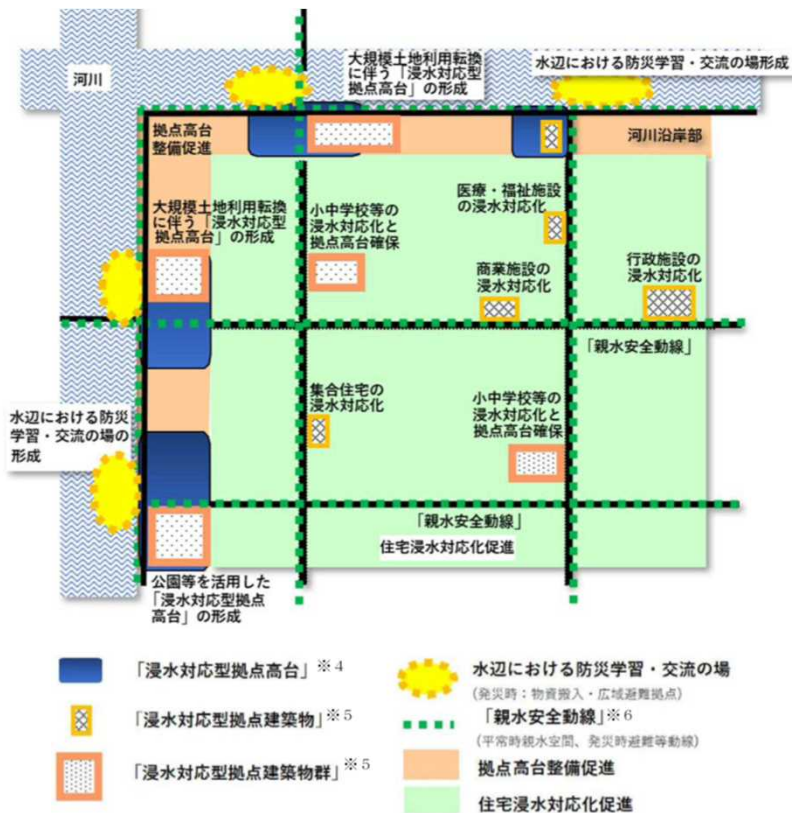 河川
大規模土地利用転換
に伴う「浸水対応型
拠点高台」の形成
水辺における防災学習・交流の場形成
拠点高台
整備促進
河川沿岸部
大規模土地利用転換
に伴う「浸水対応型
拠点高台」の形成
小中学校等の
浸水対応化と
拠点高台確保
医療・福祉施設
の浸水対応化
商業施設の
浸水対応化
行政施設の
浸水対応化
「親水安全動線」
水辺における防災
学習・交流の場の
形成
集合住宅の
浸水対応化
小中学校等の
浸水対応化と
拠点高台確保
「親水安全動線」
住宅浸水対応化促進
公園等を活用した
「浸水対応型拠点
高台」の形成
「浸水対応型拠点高台」※４
「浸水対応型拠点建築物」※５
「浸水対応型拠点建築物群」※５
水辺における防災学習・交流の場
(発災時：物資搬入・広域避難拠点)
「親水安全動線」※６
(平常時親水空間、発災時避難等動線)
拠点高台整備促進
住宅浸水対応化促進